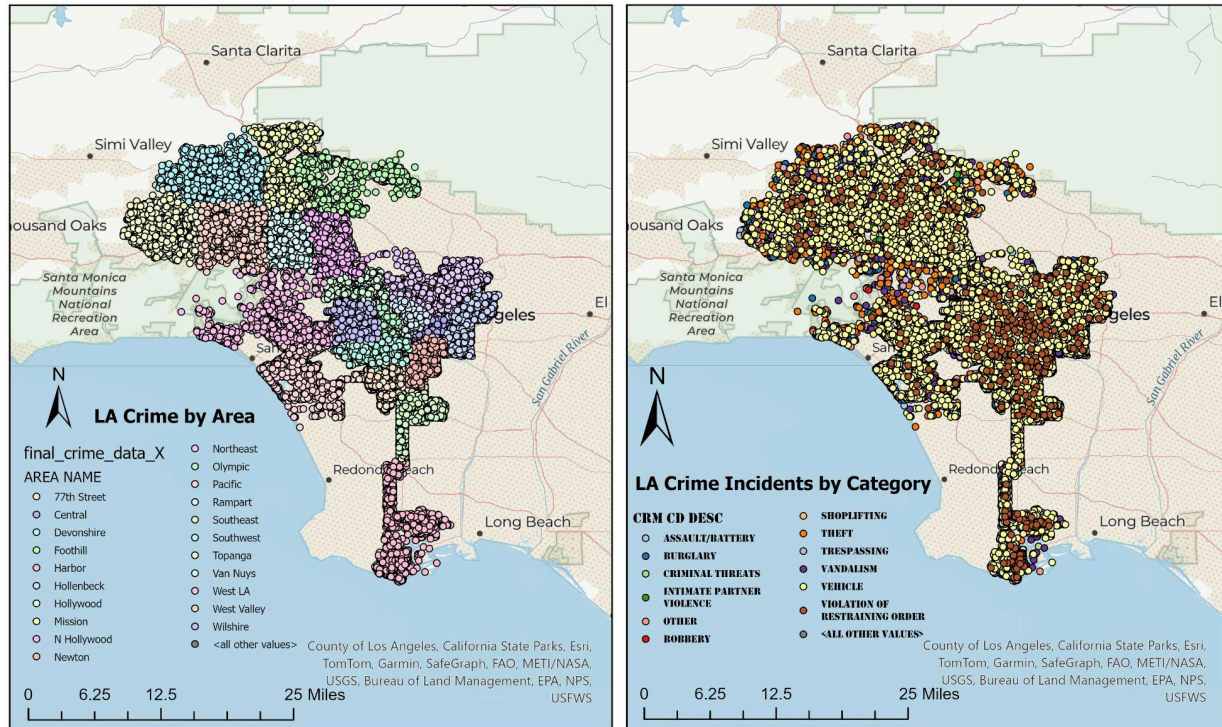 Santa Clarita
Simi Valley
housand Oaks
Santa Monica
Mountains
National
Recreation
Area
El
geles
San
San Gabriel River
N
LA Crime by Area
final_crime_data_X
AREA NAME
77th Street
Central
Devonshire
Foothill
Harbor
Hollenbeck
Hollywood
Mission
N Hollywood
Newton
Northeast
Olympic
Pacific
Rampart
Southeast
Southwest
Topanga
Van Nuys
West LA
West Valley
Wilshire
<all other values>
Redondo Beach
Long Beach
County of Los Angeles, California State Parks, Esri,
TomTom, Garmin, SafeGraph, FAO, METI/NASA,
USGS, Bureau of Land Management, EPA, NPS,
USFWS
0 6.25 12.5 25 Miles
Santa Clarita
Simi Valley
ousand Oaks
Santa Monica
Mountains
National
Recreation
Area
El
geles
San
San Gabriel River
N
Redondo Beach
Long Beach
LA Crime Incidents by Category
CRM CD DESC
ASSAULT/BATTERY
BURGLARY
CRIMINAL THREATS
INTIMATE PARTNER
VIOLENCE
OTHER
ROBBERY
SHOPLIFTING
THEFT
TRESPASSING
VANDALISM
VEHICLE
VIOLATION OF
RESTRAINING ORDER
<ALL OTHER VALUES>
County of Los Angeles, California State Parks, Esri,
TomTom, Garmin, SafeGraph, FAO, METI/NASA,
USGS, Bureau of Land Management, EPA, NPS,
USFWS
0 6.25 12.5 25 Miles